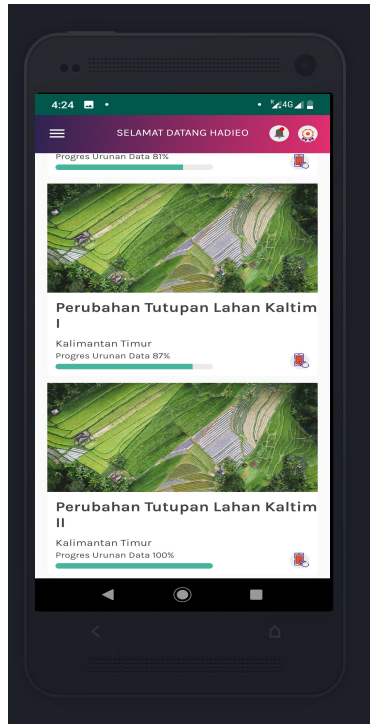 4:24
4G
SELAMAT DATANG HADIEO
Progres Urunan Data 81%
Perubahan Tutupan Lahan Kaltim
I
Kalimantan Timur
Progres Urunan Data 87%
Perubahan Tutupan Lahan Kaltim
II
Kalimantan Timur
Progres Urunan Data 100%